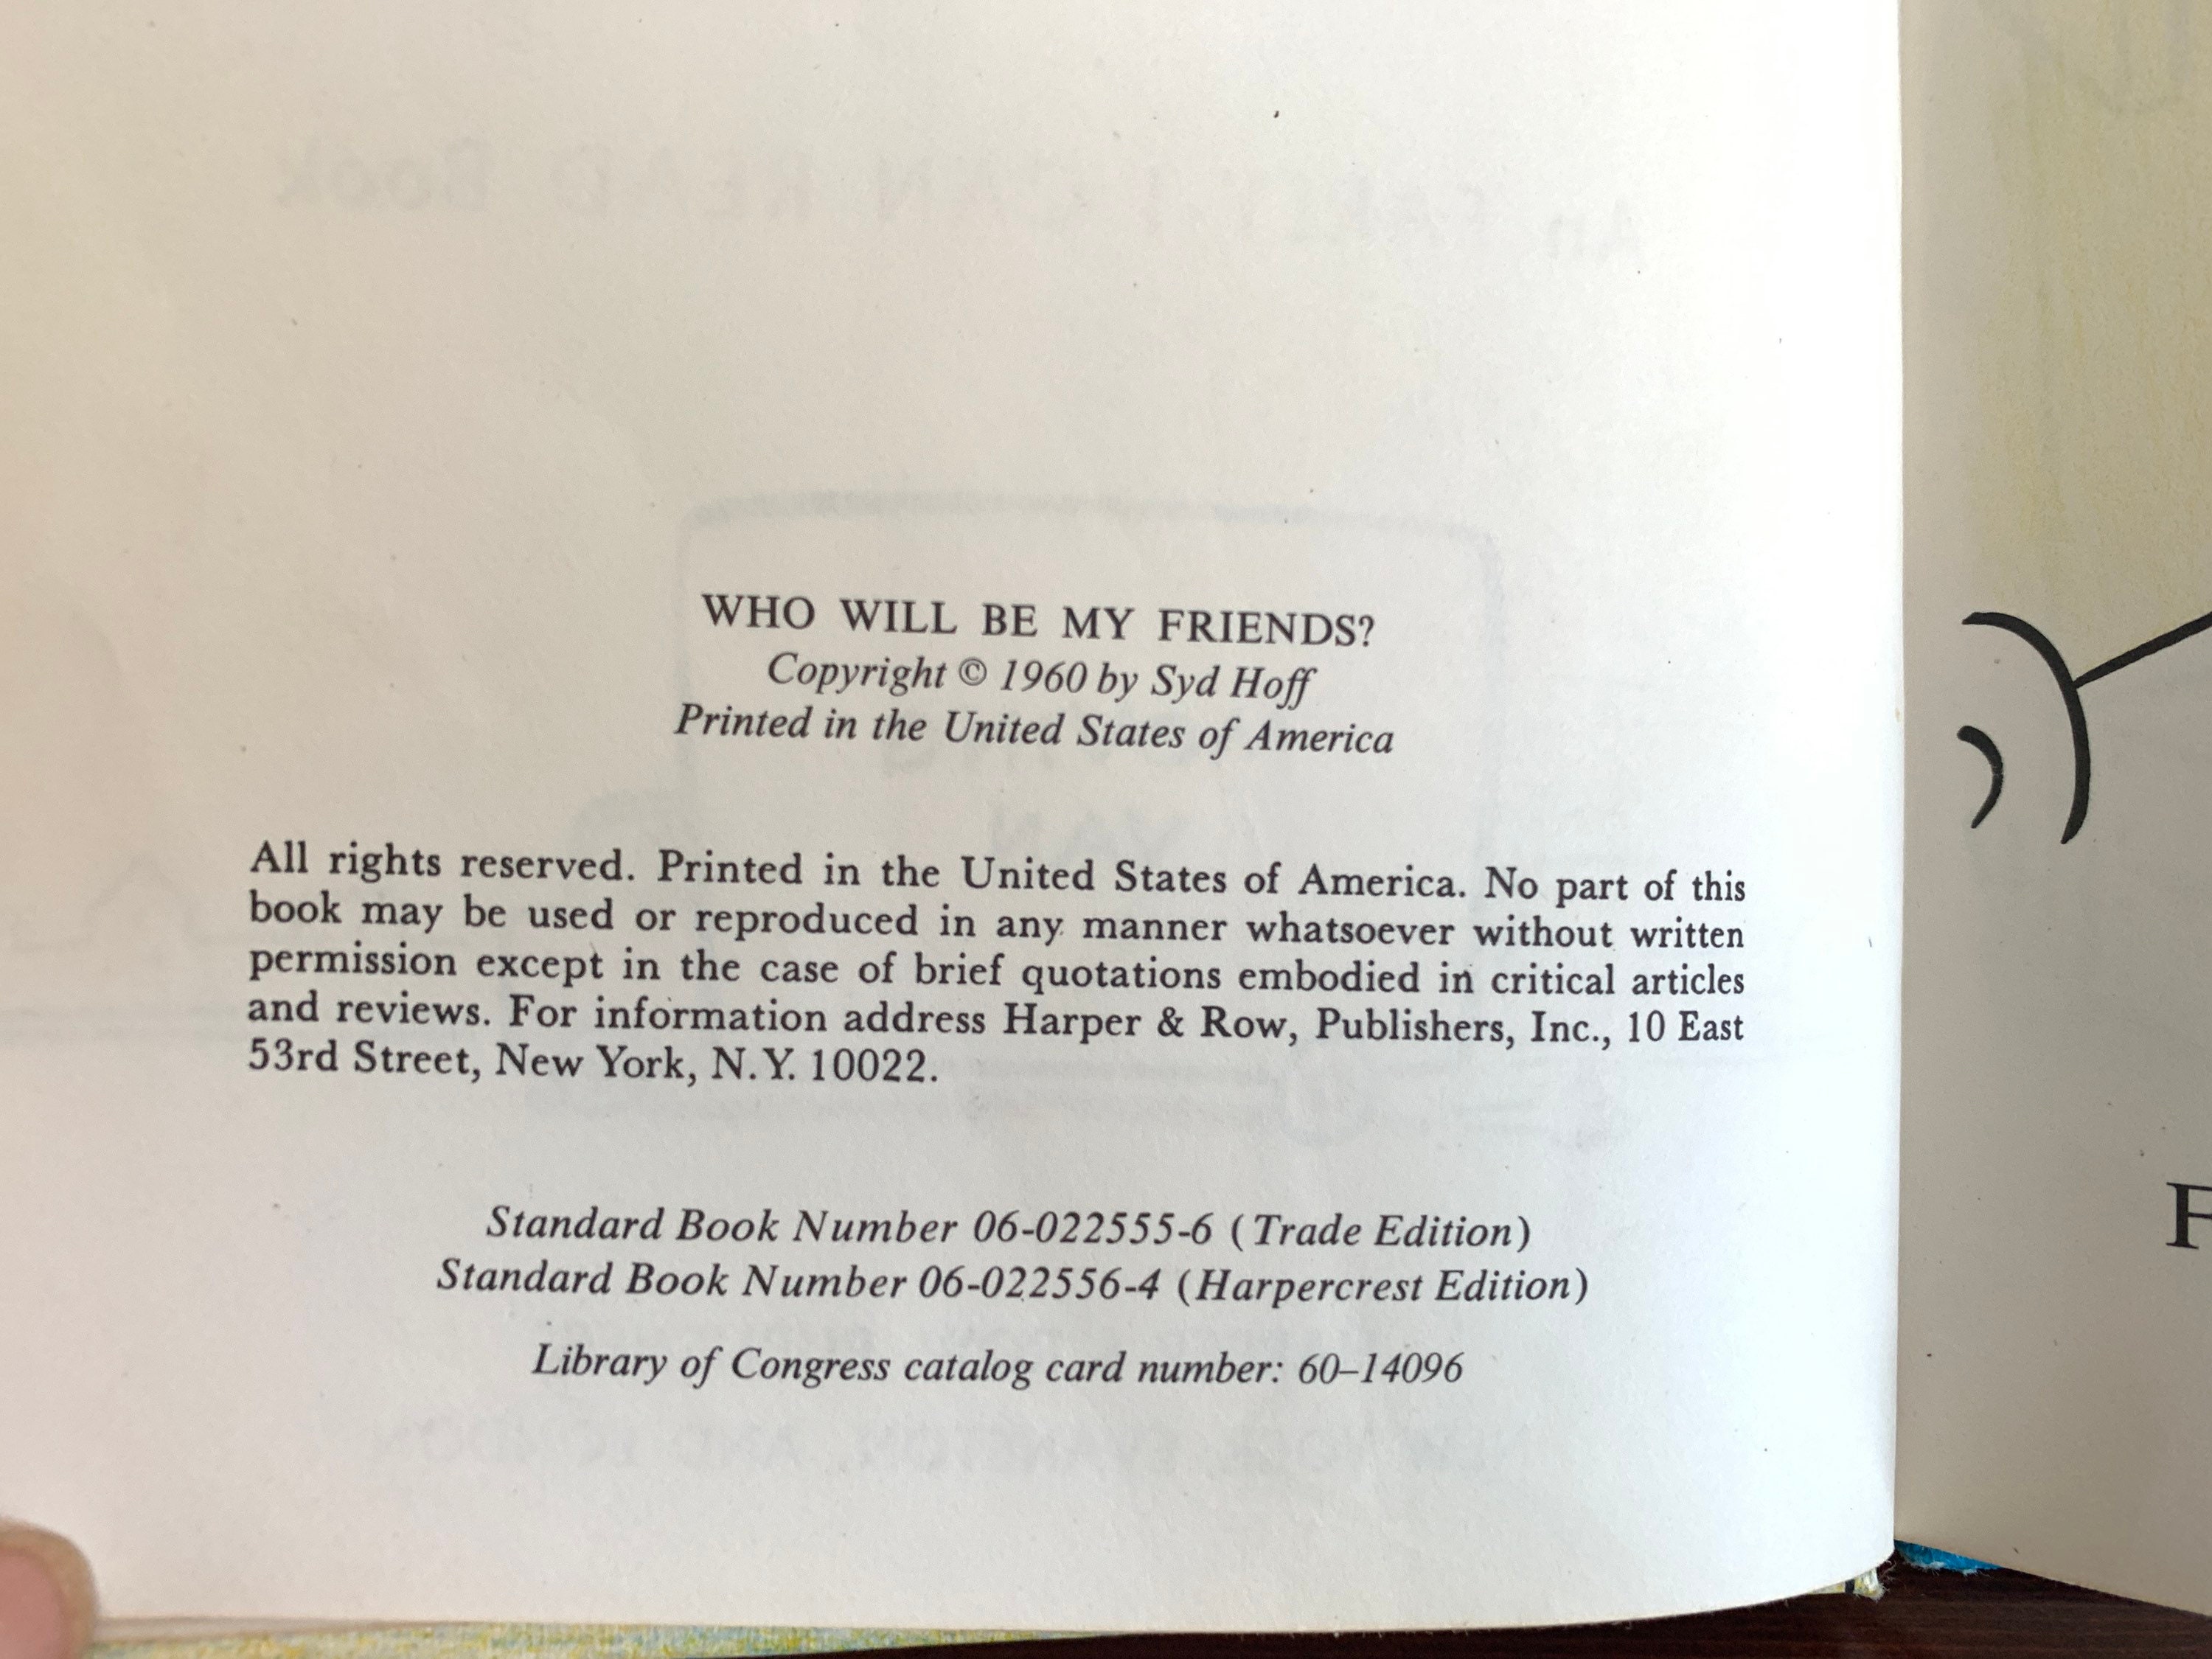 WHO WILL BE MY FRIENDS?
Copyright © 1960 by Syd Hoff
Printed in the United States of America
All rights reserved. Printed in the United States of America. No part of this
book may be used or reproduced in any manner whatsoever without written
permission except in the case of brief quotations embodied in critical articles
and reviews. For information address Harper & Row, Publishers, Inc., 10 East
53rd Street, New York, N.Y. 10022.
Standard Book Number 06-022555-6 (Trade Edition)
Standard Book Number 06-022556-4 (Harpercrest Edition)
Library of Congress catalog card number: 60–14096
F